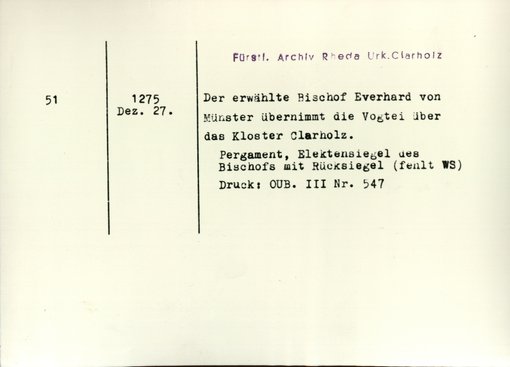 Fürstl. Archiv Rheda Urk.Clarholz
51
1275
Dez. 27.
Der erwählte Bischof Everhard von
Münster übernimmt die Vogtei über
das Kloster Clarholz.
Pergament, Elektensiegel des
Bischofs mit Rücksiegel (fehlt WS)
Druck: OUB. III Nr. 547